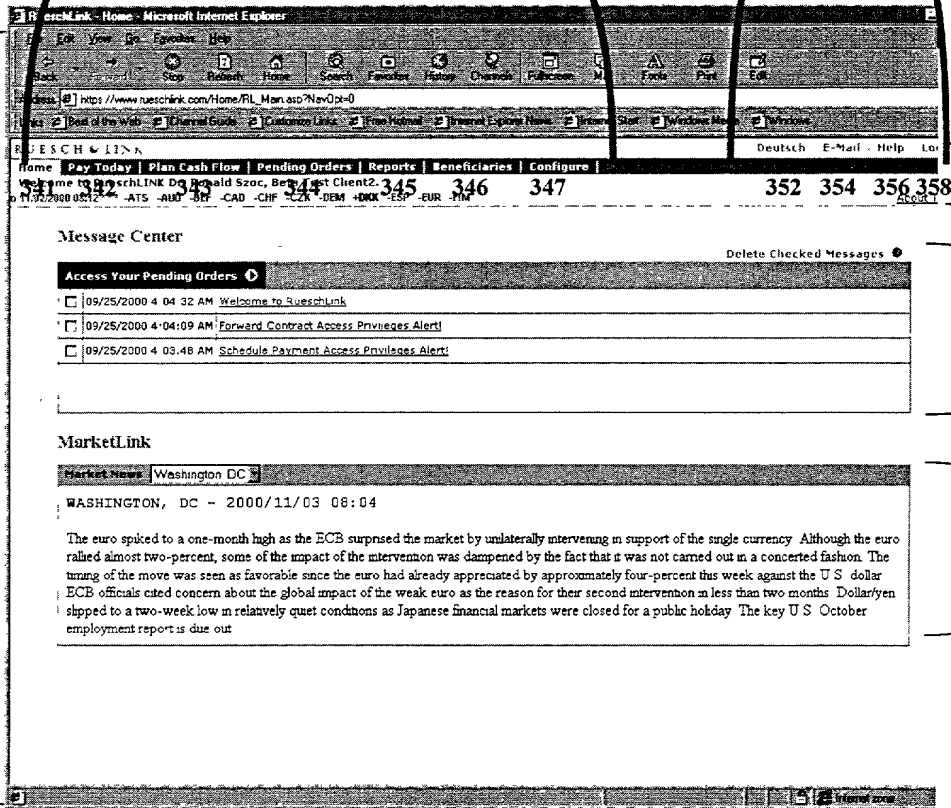 RueschLink - Home - Microsoft Internet Explorer
File Edit View Go Favorites Help
Back Stop Refresh Home Search Favorites History Channels Fullscreen Fonts Print Edit
Address https://www.rueschlink.com/Home/RL_Main.asp?NavOpt=0
Links Best of the Web Channel Guide Customize Links Free Hotmail Internet Explorer News Internet Start Windows Media Windows
RUESCH LINK Deutsch E-Mail Help
Home Pay Today Plan Cash Flow Pending Orders Reports Beneficiaries Configure
341 342 343 344 345 346 347 352 354 356 358
-ATS -AUD -BEF -CAD -CHF -CZK -DEM +DKK -ESP -EUR -FIM
Message Center
Delete Checked Messages
Access Your Pending Orders
09/25/2000 4 04 32 AM Welcome to RueschLink
09/25/2000 4:04:09 AM Forward Contract Access Privileges Alert!
09/25/2000 4 03.48 AM Schedule Payment Access Privileges Alert!
MarketLink
Market News Washington DC
WASHINGTON, DC - 2000/11/03 08:04
The euro spiked to a one-month high as the ECB surprised the market by unilaterally intervening in support of the single currency Although the euro
rallied almost two-percent, some of the impact of the intervention was dampened by the fact that it was not carried out in a concerted fashion. The
timing of the move was seen as favorable since the euro had already appreciated by approximately four-percent this week against the U S dollar
ECB officials cited concern about the global impact of the weak euro as the reason for their second intervention in less than two months Dollar/yen
slipped to a two-week low in relatively quiet conditions as Japanese financial markets were closed for a public holiday The key U S October
employment report is due out
Internet zone